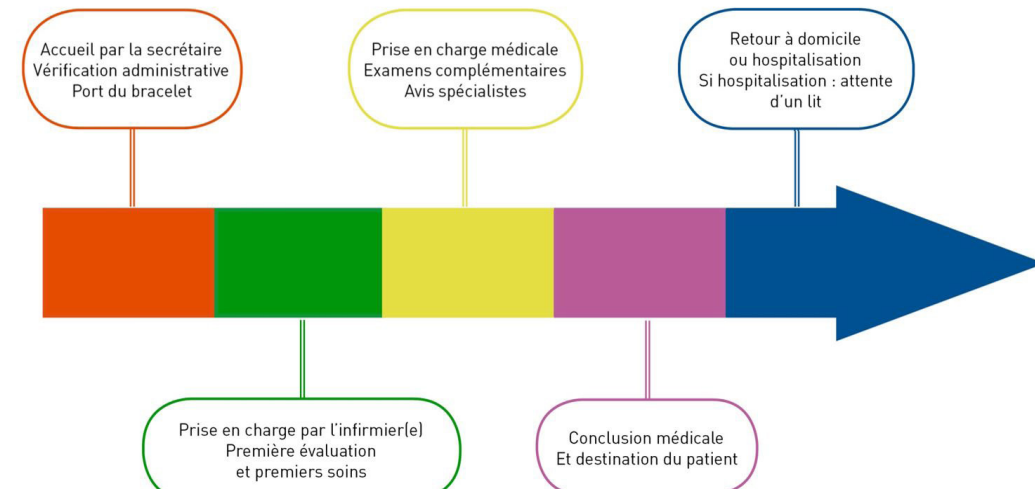 Accueil par la secrétaire
Vérification administrative
Port du bracelet
Prise en charge par l'infirmier(e)
Première évaluation
et premiers soins
Prise en charge médicale
Examens complémentaires
Avis spécialistes
Conclusion médicale
Et destination du patient
Retour à domicile
ou hospitalisation
Si hospitalisation : attente
d'un lit